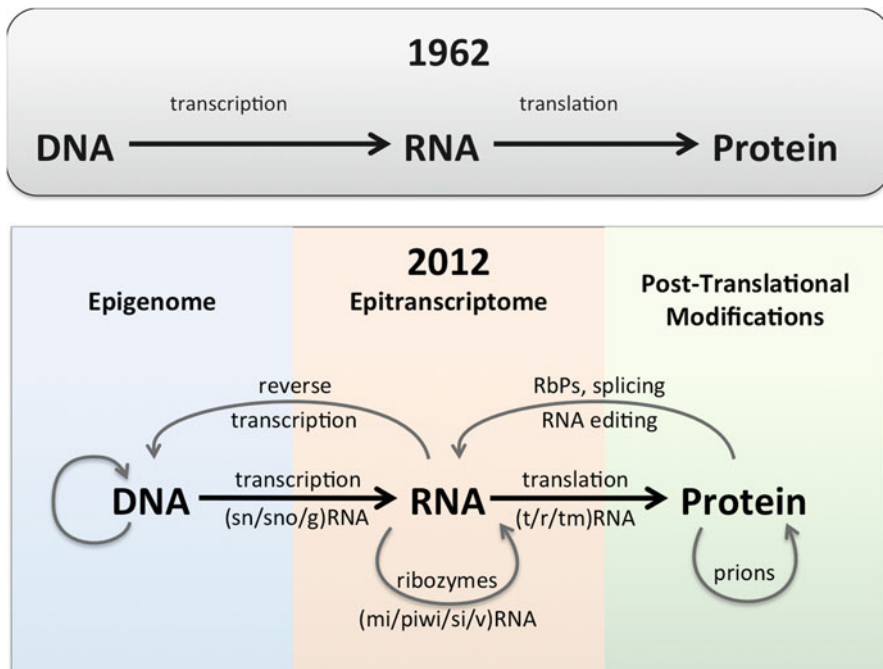 1962
transcription
translation
DNA
RNA
Protein
2012
Epigenome
Epitranscriptome
Post-Translational
Modifications
reverse
transcription
RbPs, splicing
RNA editing
DNA
transcription
(sn/sno/g)RNA
RNA
translation
(t/r/tm)RNA
Protein
ribozymes
(mi/piwi/si/v)RNA
prions